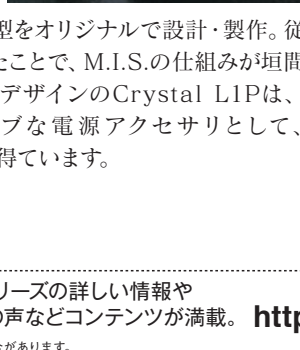 型をオリジナルで設計・製作。従
たことで、M.I.S.の仕組みが垣間
デザインのCrystal L1Pは、
ブな電源アクセサリとして、
得ています。
リーズの詳しい情報や
の声などコンテンツが満載。 http
合があります。